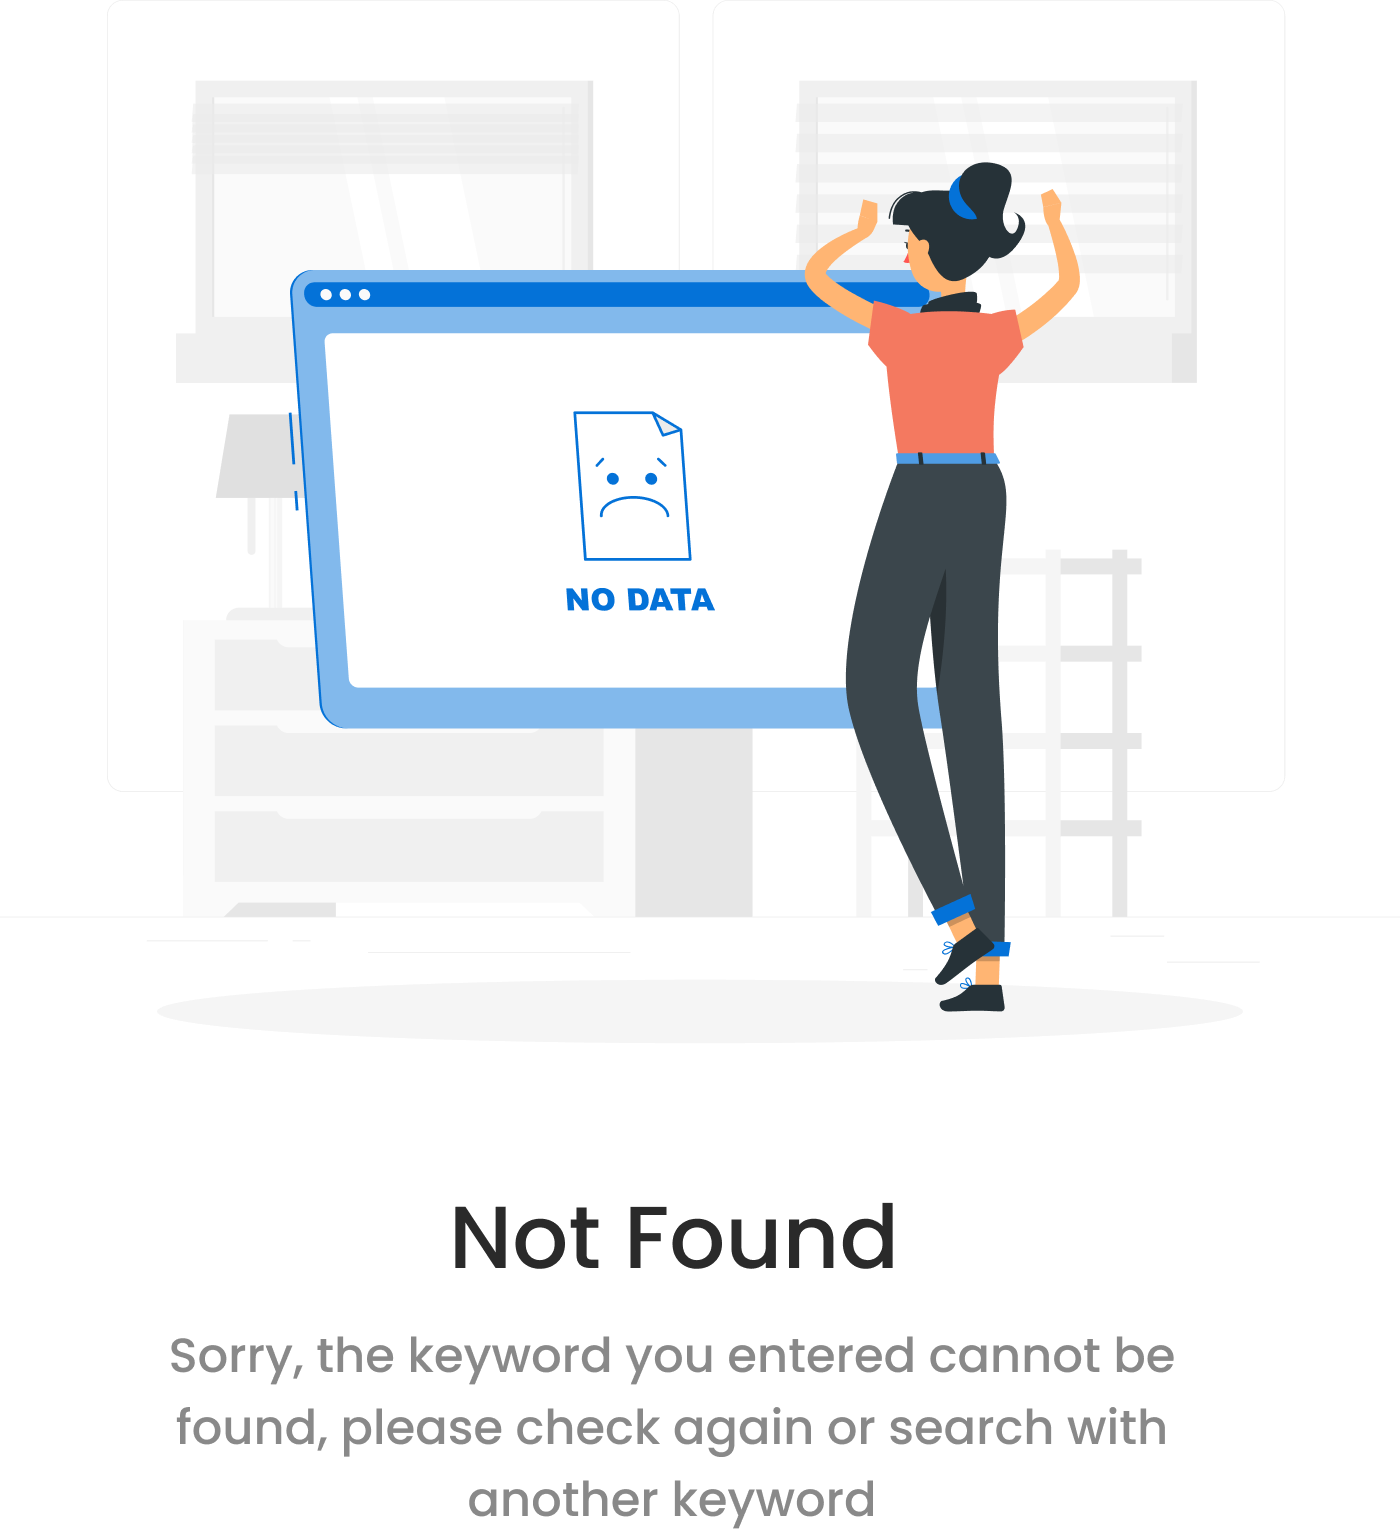 NO DATA
Not Found
Sorry, the keyword you entered cannot be
found, please check again or search with
another keyword